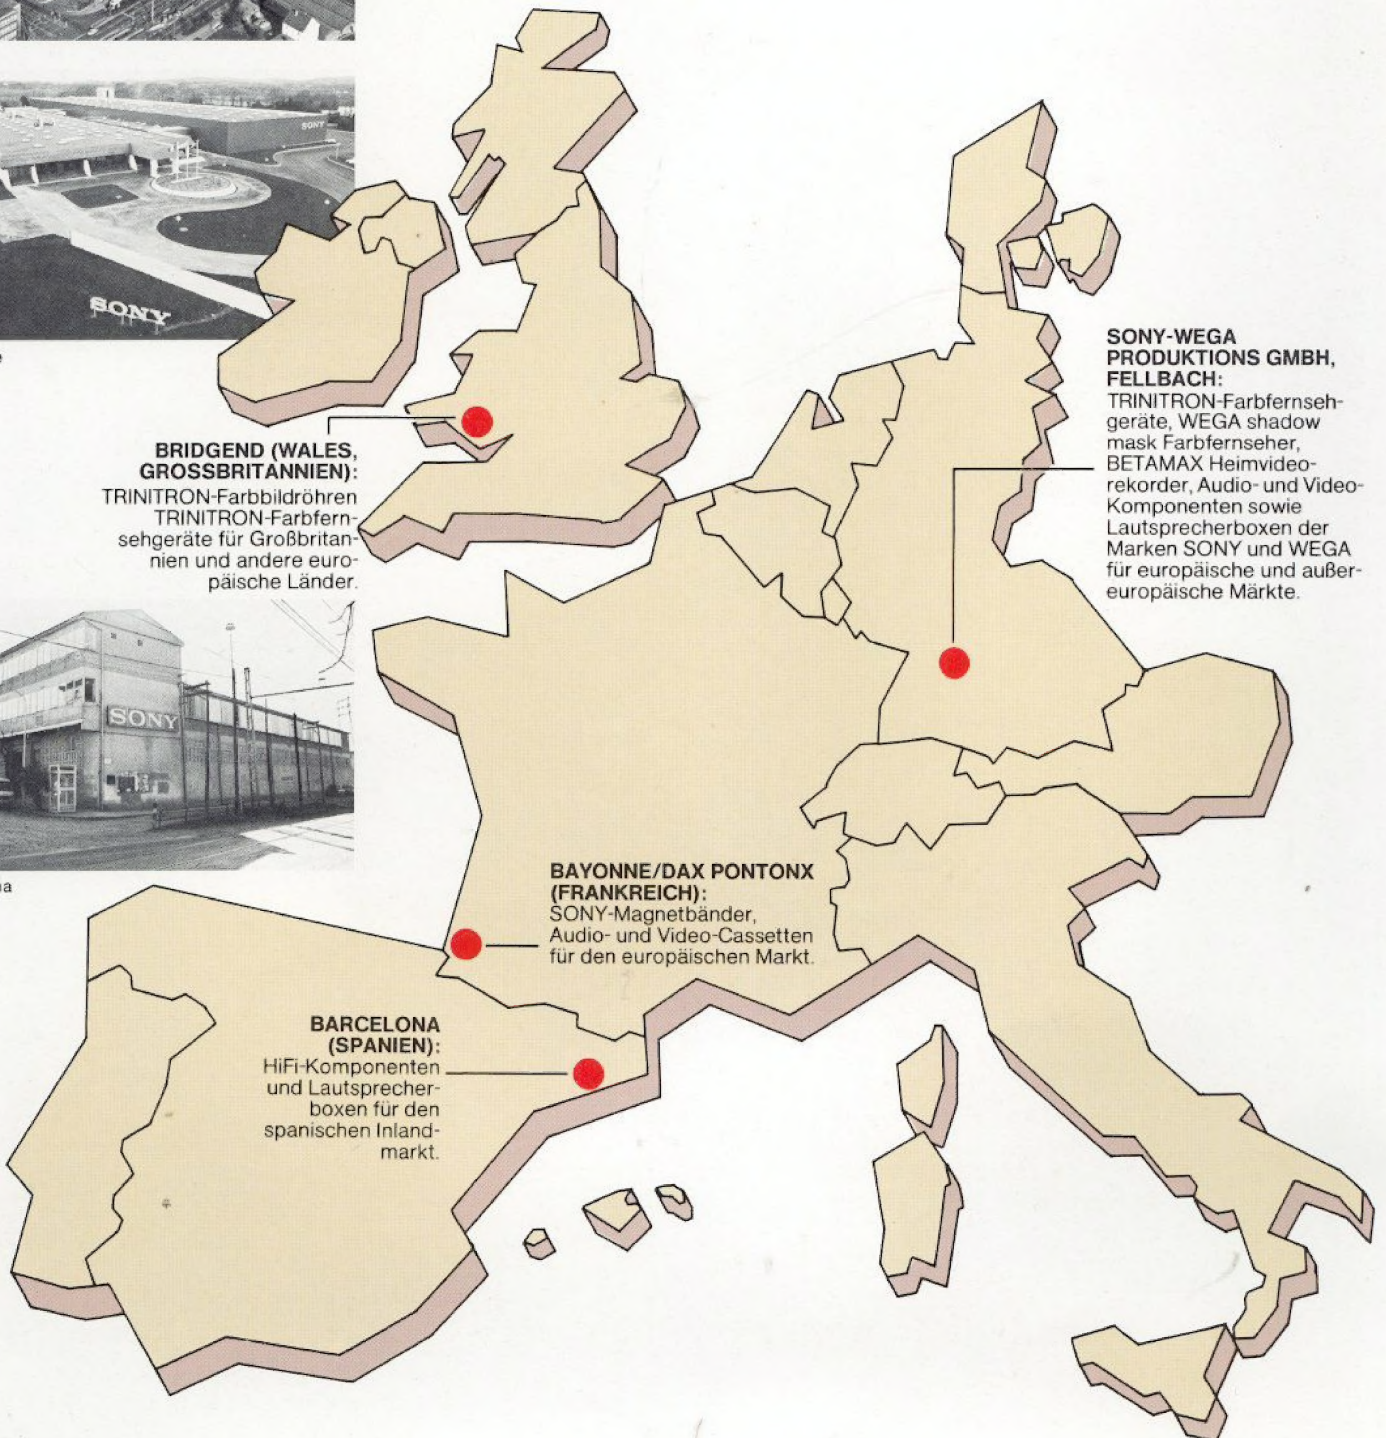 SONY
SONY
SONY-WEGA
PRODUKTIONS GMBH,
FELLBACH:
TRINITRON-Farbfernseh-
geräte, WEGA shadow
mask Farbfernseher,
BETAMAX Heimvideo-
rekorder, Audio- und Video-
Komponenten sowie
Lautsprecherboxen der
Marken SONY und WEGA
für europäische und außer-
europäische Märkte.
BRIDGEND (WALES,
GROSSBRITANNIEN):
TRINITRON-Farbbildröhren
TRINITRON-Farbfern-
sehgeräte für Großbritan-
nien und andere euro-
päische Länder.
SONY
BAYONNE/DAX PONTONX
(FRANKREICH):
SONY-Magnetbänder,
Audio- und Video-Cassetten
für den europäischen Markt.
BARCELONA
(SPANIEN):
HiFi-Komponenten
und Lautsprecher-
boxen für den
spanischen Inland-
markt.